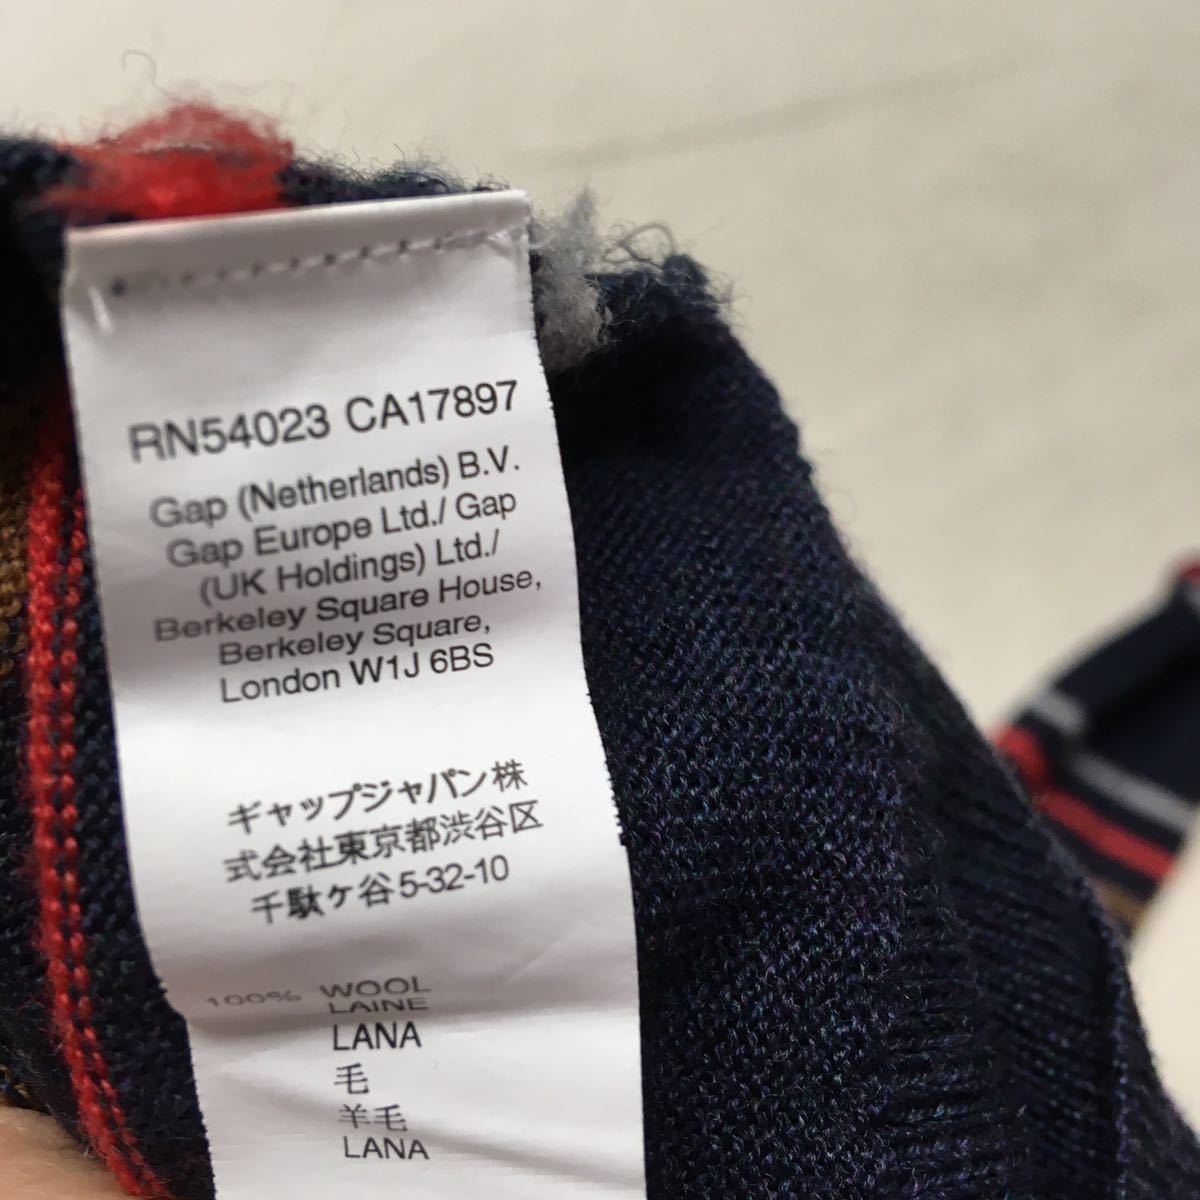 RN54023 CA17897
Gap (Netherlands) B.V.
Gap Europe Ltd./ Gap
(UK Holdings) Ltd./
Berkeley Square House,
Berkeley Square,
London W1J 6BS
ギャップジャパン株
式会社東京都渋谷区
千駄ケ谷5-32-10
100% WOOL
LAINE
LANA
毛
羊毛
LANA